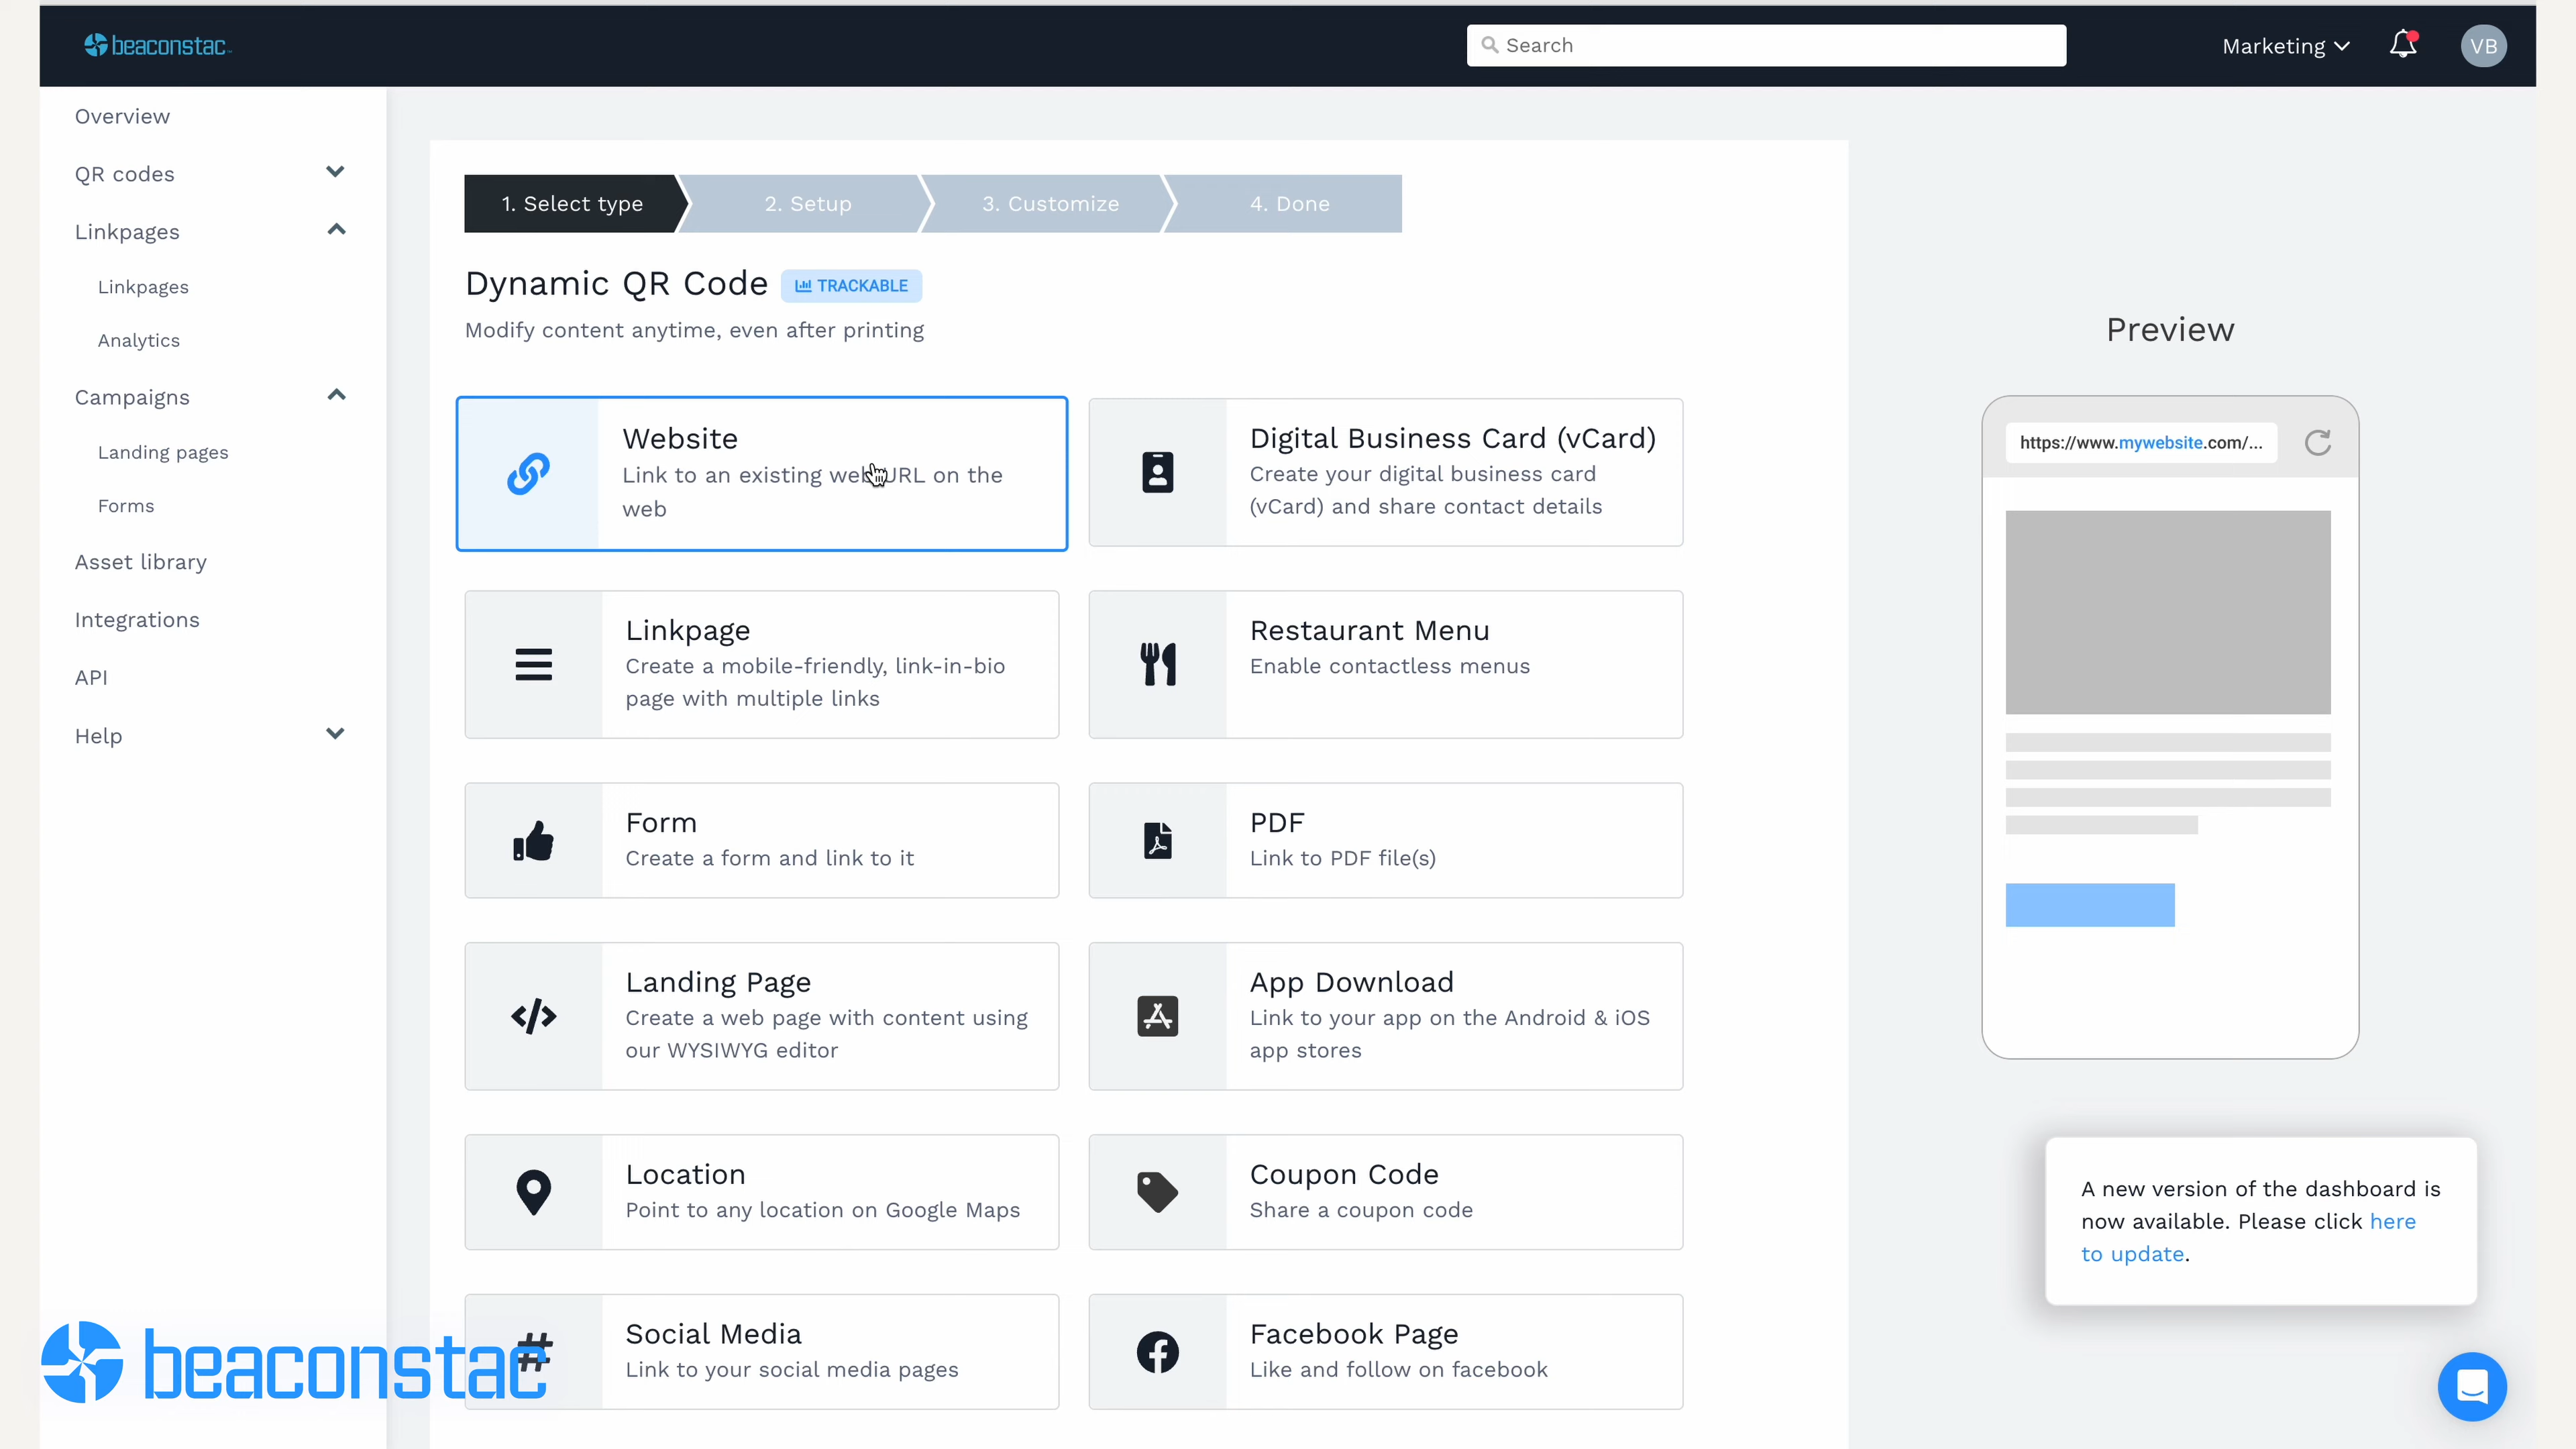 beaconstac
Search
Marketing
VB
Overview
QR codes
Linkpages
Linkpages
Analytics
Campaigns
Landing pages
Forms
Asset library
Integrations
API
Help
1. Select type
2. Setup
3. Customize
4. Done
Dynamic QR Code
TRACKABLE
Modify content anytime, even after printing
Website
Link to an existing web URL on the
web
Digital Business Card (vCard)
Create your digital business card
(vCard) and share contact details
Linkpage
Create a mobile-friendly, link-in-bio
page with multiple links
Restaurant Menu
Enable contactless menus
Form
Create a form and link to it
PDF
Link to PDF file(s)
Landing Page
Create a web page with content using
our WYSIWYG editor
App Download
Link to your app on the Android & iOS
app stores
Location
Point to any location on Google Maps
Coupon Code
Share a coupon code
Social Media
Link to your social media pages
Facebook Page
Like and follow on facebook
Preview
https://www.mywebsite.com/...
A new version of the dashboard is
now available. Please click here
to update.
beaconstac